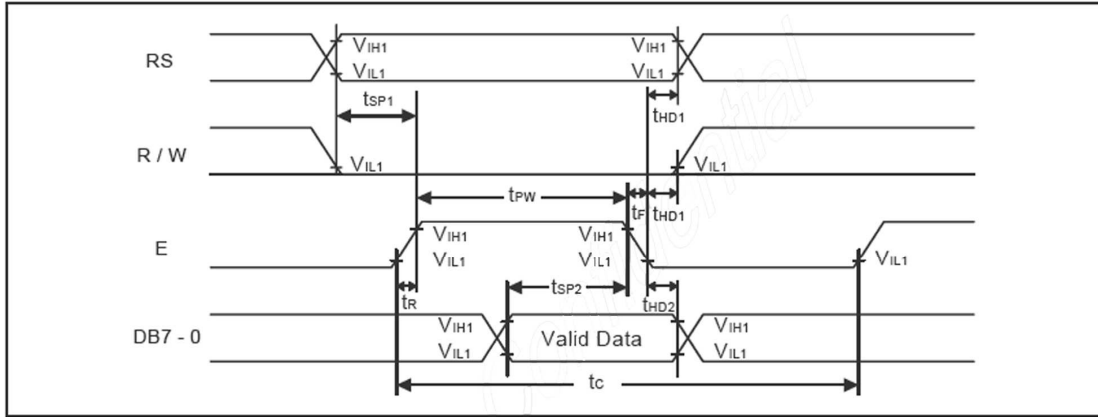 RS
VIH1 VIH1
VIL1 VIL1
tSP1 tHD1
R / W
VIL1 VIL1
tPW tF tHD1
E
VIH1 VIH1
VIL1 VIL1 VIL1
tR tSP2 tHD2
DB7 - 0
VIH1 Valid Data VIH1
VIL1 VIL1
tC
Confidential